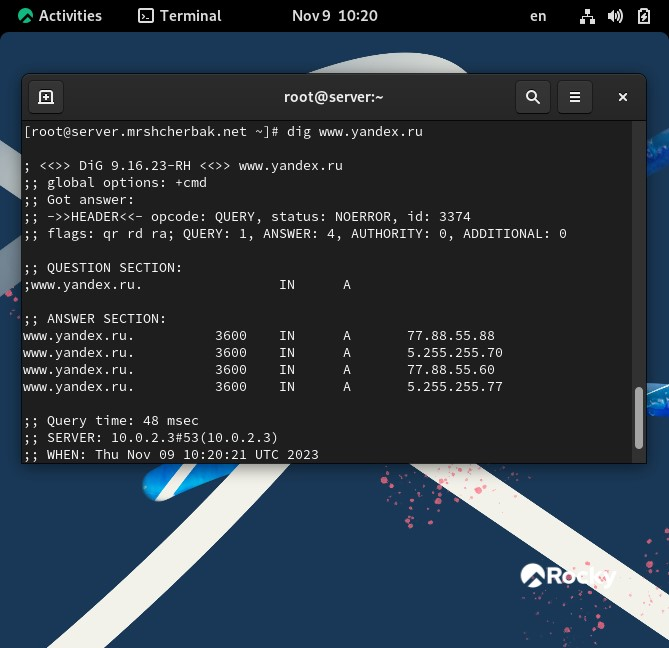 Activities Terminal Nov 9 10:20 en
root@server:~
[root@server.mrshcherbak.net ~]# dig www.yandex.ru
; <<>> DiG 9.16.23-RH <<>> www.yandex.ru
;; global options: +cmd
;; Got answer:
;; ->>HEADER<<- opcode: QUERY, status: NOERROR, id: 3374
;; flags: qr rd ra; QUERY: 1, ANSWER: 4, AUTHORITY: 0, ADDITIONAL: 0
;; QUESTION SECTION:
;www.yandex.ru. IN A
;; ANSWER SECTION:
www.yandex.ru. 3600 IN A 77.88.55.88
www.yandex.ru. 3600 IN A 5.255.255.70
www.yandex.ru. 3600 IN A 77.88.55.60
www.yandex.ru. 3600 IN A 5.255.255.77
;; Query time: 48 msec
;; SERVER: 10.0.2.3#53(10.0.2.3)
;; WHEN: Thu Nov 09 10:20:21 UTC 2023
Rocky